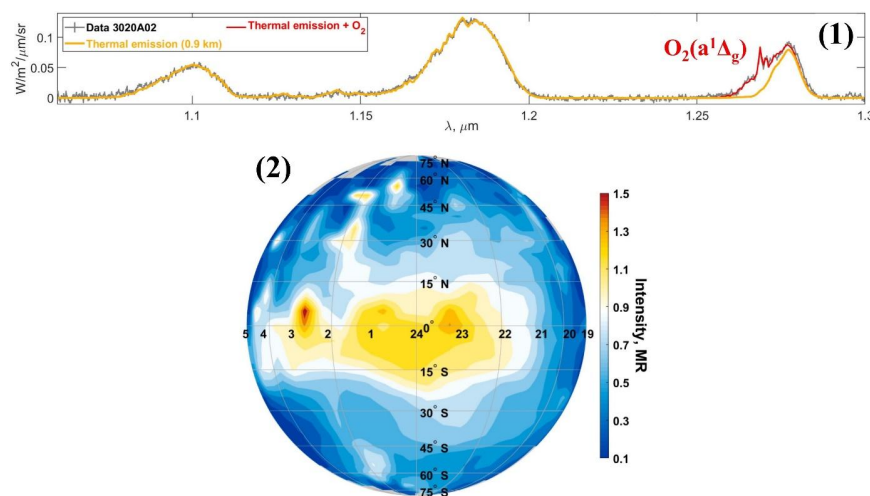 Data 3020A02
Thermal emission + O₂
Thermal emission (0.9 km)
(1)
O₂(a¹Δg)
W/m²/μm/sr
0.1
0.05
0
1.1
1.15
1.2
1.25
1.3
λ, μm
(2)
75° N
60° N
45° N
30° N
15° N
5 4 3 2 1 24 0° 23 22 21 20 19
15° S
30° S
45° S
60° S
75° S
1.5
1.3
1.1
0.9
0.7
0.5
0.3
0.1
Intensity, MR